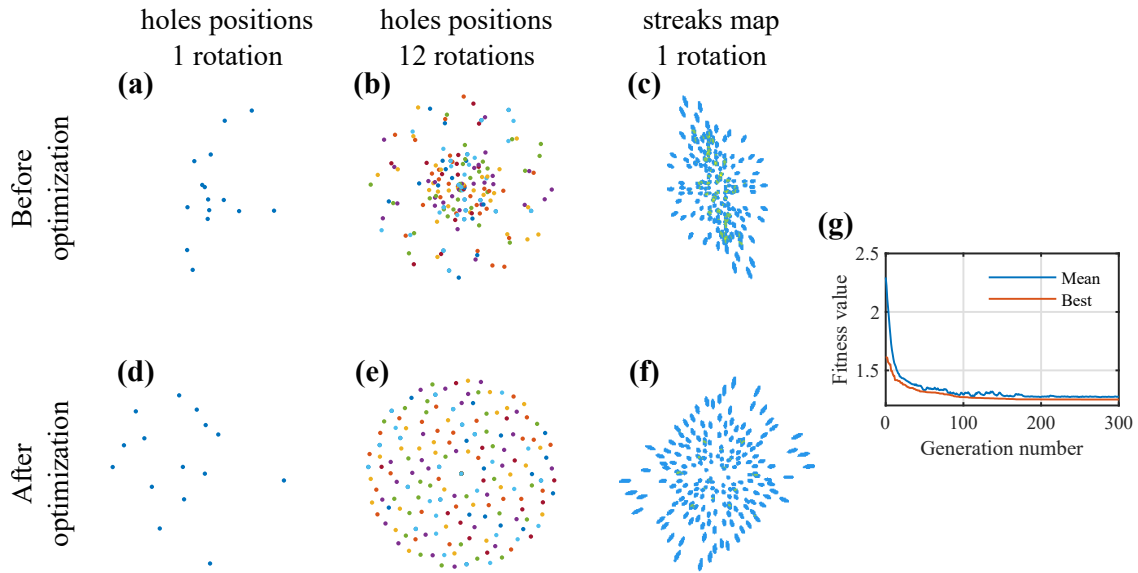 holes positions
1 rotation
holes positions
12 rotations
streaks map
1 rotation
(a)
(b)
(c)
Before
optimization
(g)
2.5
2
1.5
Fitness value
Mean
Best
0
100
200
300
Generation number
(d)
(e)
(f)
After
optimization